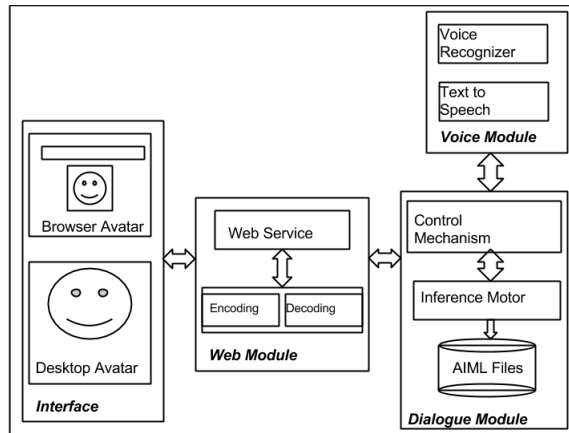 Voice
Recognizer
Text to
Speech
Voice Module
Browser Avatar
Desktop Avatar
Interface
Web Service
Encoding
Decoding
Web Module
Control
Mechanism
Inference Motor
AIML Files
Dialogue Module